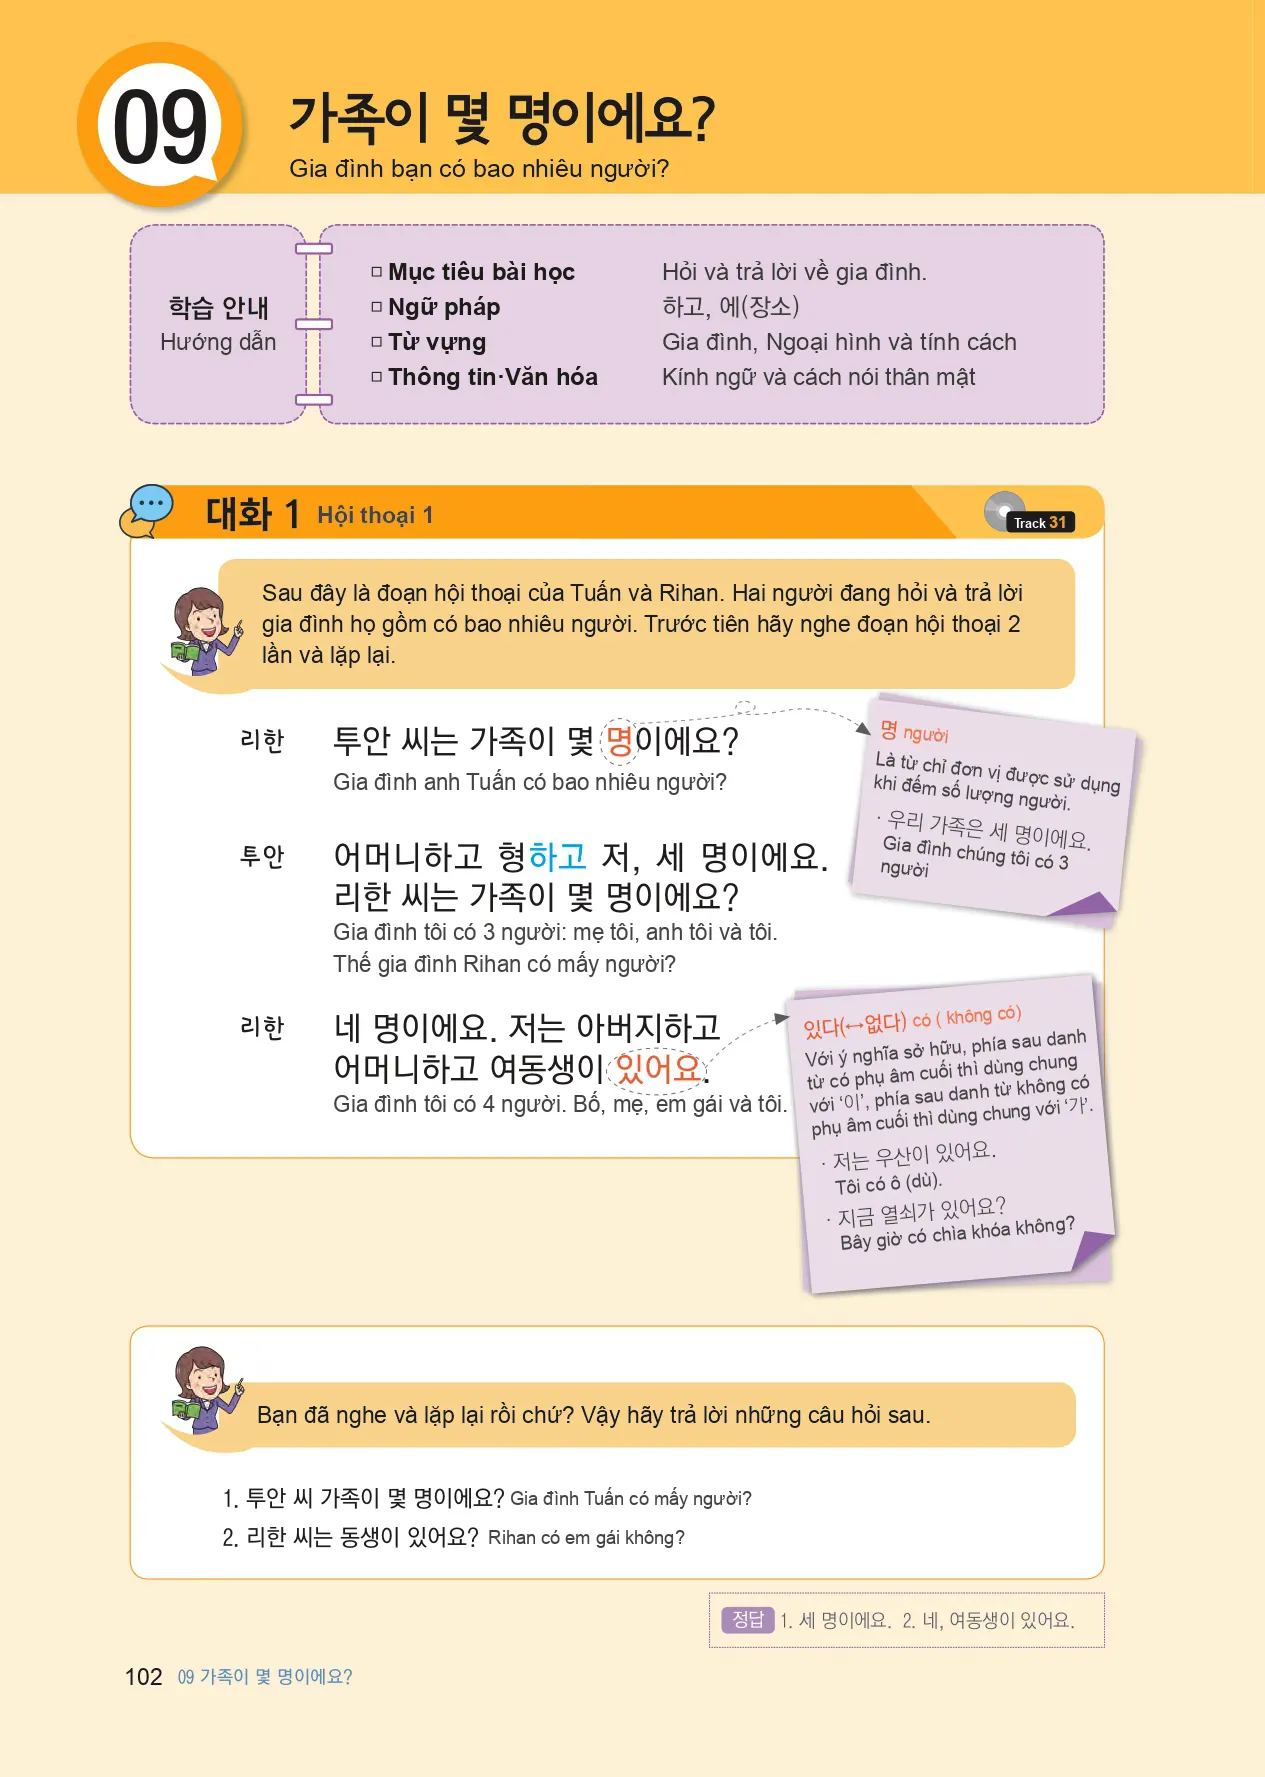 09
가족이 몇 명이에요?
Gia đình bạn có bao nhiêu người?
학습 안내
Hướng dẫn
□ Mục tiêu bài học Hỏi và trả lời về gia đình.
□ Ngữ pháp 하고, 에(장소)
□ Từ vựng Gia đình, Ngoại hình và tính cách
□ Thông tin·Văn hóa Kính ngữ và cách nói thân mật
대화 1 Hội thoại 1
Track 31
Sau đây là đoạn hội thoại của Tuấn và Rihan. Hai người đang hỏi và trả lời
gia đình họ gồm có bao nhiêu người. Trước tiên hãy nghe đoạn hội thoại 2
lần và lặp lại.
리한 투안 씨는 가족이 몇 명이에요?
Gia đình anh Tuấn có bao nhiêu người?
명 người
Là từ chỉ đơn vị được sử dụng
khi đếm số lượng người.
· 우리 가족은 세 명이에요.
Gia đình chúng tôi có 3
người
투안 어머니하고 형하고 저, 세 명이에요.
리한 씨는 가족이 몇 명이에요?
Gia đình tôi có 3 người: mẹ tôi, anh tôi và tôi.
Thế gia đình Rihan có mấy người?
리한 네 명이에요. 저는 아버지하고
어머니하고 여동생이 있어요.
Gia đình tôi có 4 người. Bố, mẹ, em gái và tôi.
있다(↔없다) có ( không có)
Với ý nghĩa sở hữu, phía sau danh
từ có phụ âm cuối thì dùng chung
với ‘이’, phía sau danh từ không có
phụ âm cuối thì dùng chung với ‘가’.
· 저는 우산이 있어요.
Tôi có ô (dù).
· 지금 열쇠가 있어요?
Bây giờ có chìa khóa không?
Bạn đã nghe và lặp lại rồi chứ? Vậy hãy trả lời những câu hỏi sau.
1. 투안 씨 가족이 몇 명이에요? Gia đình Tuấn có mấy người?
2. 리한 씨는 동생이 있어요? Rihan có em gái không?
정답 1. 세 명이에요. 2. 네, 여동생이 있어요.
102 09 가족이 몇 명이에요?